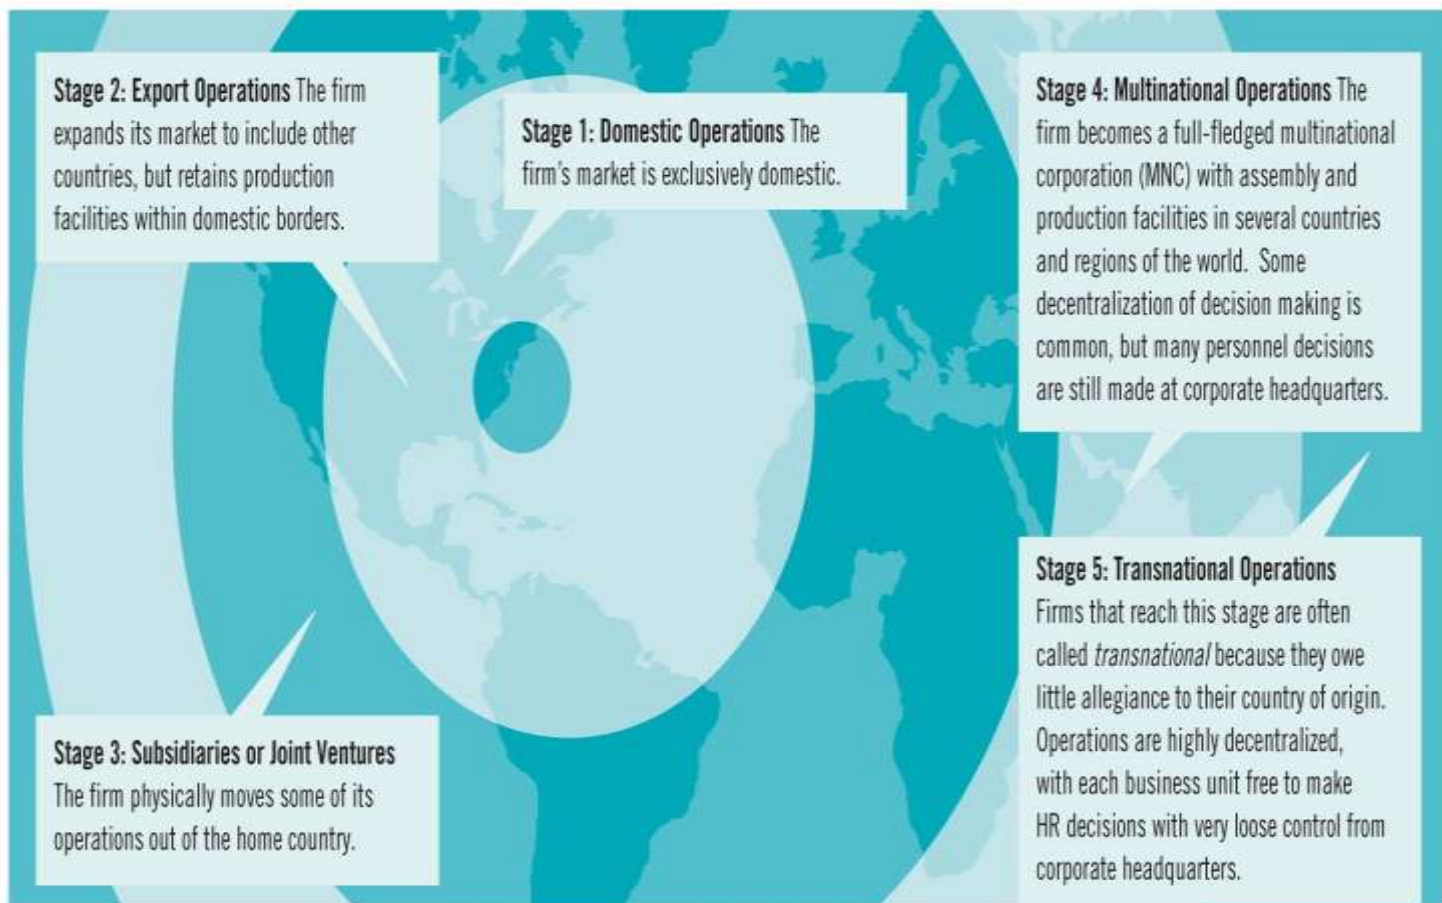 Stage 2: Export Operations The firm
expands its market to include other
countries, but retains production
facilities within domestic borders.
Stage 1: Domestic Operations The
firm's market is exclusively domestic.
Stage 4: Multinational Operations The
firm becomes a full-fledged multinational
corporation (MNC) with assembly and
production facilities in several countries
and regions of the world. Some
decentralization of decision making is
common, but many personnel decisions
are still made at corporate headquarters.
Stage 3: Subsidiaries or Joint Ventures
The firm physically moves some of its
operations out of the home country.
Stage 5: Transnational Operations
Firms that reach this stage are often
called transnational because they owe
little allegiance to their country of origin.
Operations are highly decentralized,
with each business unit free to make
HR decisions with very loose control from
corporate headquarters.